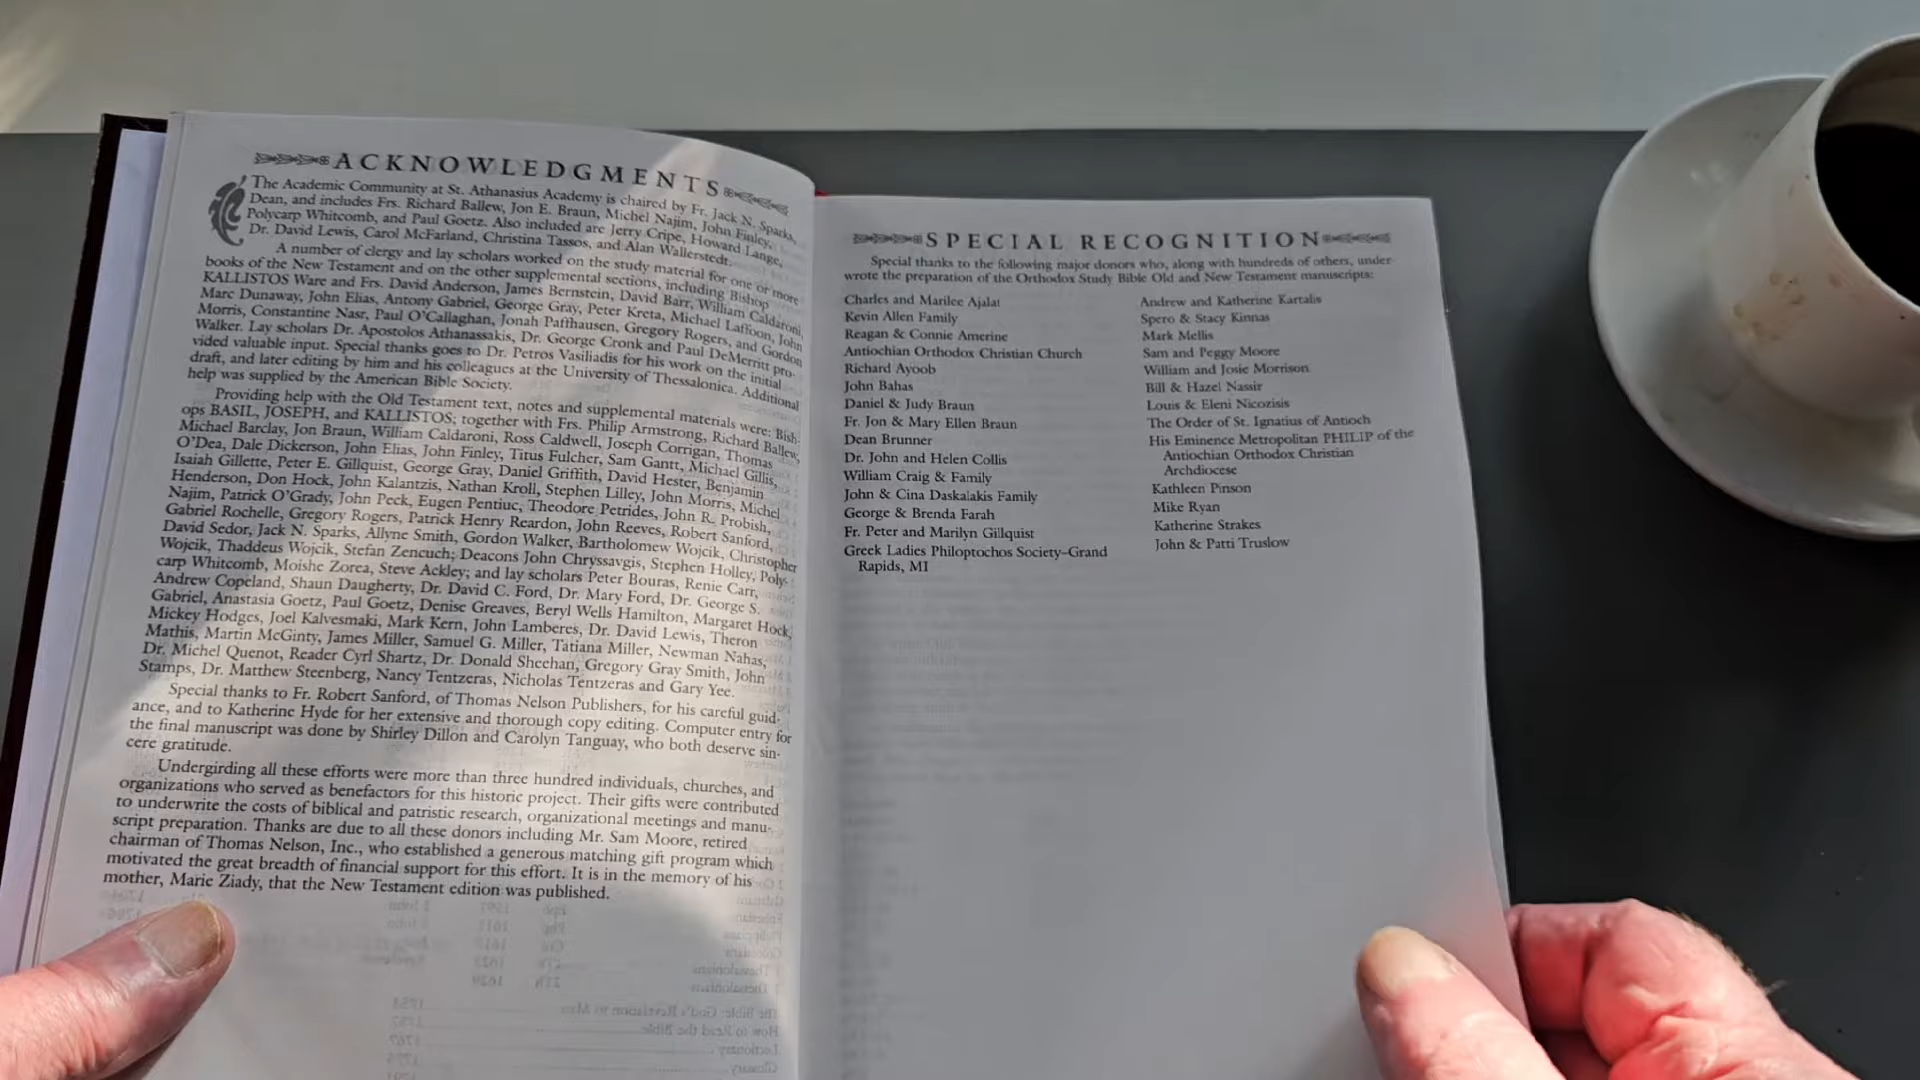 ACKNOWLEDGMENTS
The Academic Community at St. Athanasius Academy is chaired by Fr. Jack N. Sparks,
Dean, and includes Frs. Richard Ballew, Jon E. Braun, Michel Najim, John Finley,
Polycarp Whitcomb, and Paul Goetz. Also included are Jerry Cripe, Howard Lange,
Dr. David Lewis, Carol McFarland, Christina Tassos, and Alan Wallerstedt.
A number of clergy and lay scholars worked on the study material for one or more
books of the New Testament and on the other supplemental sections, including Bishop
KALLISTOS Ware and Frs. David Anderson, James Bernstein, David Barr, William Caldaroni,
Marc Dunaway, John Elias, Antony Gabriel, George Gray, Peter Kreta, Michael Laffoon, John
Morris, Constantine Nasr, Paul O'Callaghan, Jonah Paffhausen, Gregory Rogers, and Gordon
Walker. Lay scholars Dr. Apostolos Athanassakis, Dr. George Cronk and Paul DeMerritt pro-
vided valuable input. Special thanks goes to Dr. Petros Vasiliadis for his work on the initial
draft, and later editing by him and his colleagues at the University of Thessalonica. Additional
help was supplied by the American Bible Society.
Providing help with the Old Testament text, notes and supplemental materials were: Bish-
ops BASIL, JOSEPH, and KALLISTOS; together with Frs. Philip Armstrong, Richard Ballew,
Michael Barclay, Jon Braun, William Caldaroni, Ross Caldwell, Joseph Corrigan, Thomas
O'Dea, Dale Dickerson, John Elias, John Finley, Titus Fulcher, Sam Gantt, Michael Gillis,
Isaiah Gillette, Peter E. Gillquist, George Gray, Daniel Griffith, David Hester, Benjamin
Henderson, Don Hock, John Kalantzis, Nathan Kroll, Stephen Lilley, John Morris, Michel
Najim, Patrick O'Grady, John Peck, Eugen Pentiuc, Theodore Petrides, John R. Probish,
Gabriel Rochelle, Gregory Rogers, Patrick Henry Reardon, John Reeves, Robert Sanford,
David Sedor, Jack N. Sparks, Allyne Smith, Gordon Walker, Bartholomew Wojcik, Christopher
Wojcik, Thaddeus Wojcik, Stefan Zencuch; Deacons John Chryssavgis, Stephen Holley, Poly-
carp Whitcomb, Moishe Zorea, Steve Ackley; and lay scholars Peter Bouras, Renie Carr,
Andrew Copeland, Shaun Daugherty, Dr. David C. Ford, Dr. Mary Ford, Dr. George S.
Gabriel, Anastasia Goetz, Paul Goetz, Denise Greaves, Beryl Wells Hamilton, Margaret Hock,
Mickey Hodges, Joel Kalvesmaki, Mark Kern, John Lamberes, Dr. David Lewis, Theron
Mathis, Martin McGinty, James Miller, Samuel G. Miller, Tatiana Miller, Newman Nahas,
Dr. Michel Quenot, Reader Cyrl Shartz, Dr. Donald Sheehan, Gregory Gray Smith, John
Stamps, Dr. Matthew Steenberg, Nancy Tentzeras, Nicholas Tentzeras and Gary Yee.
Special thanks to Fr. Robert Sanford, of Thomas Nelson Publishers, for his careful guid-
ance, and to Katherine Hyde for her extensive and thorough copy editing. Computer entry for
the final manuscript was done by Shirley Dillon and Carolyn Tanguay, who both deserve sin-
cere gratitude.
Undergirding all these efforts were more than three hundred individuals, churches, and
organizations who served as benefactors for this historic project. Their gifts were contributed
to underwrite the costs of biblical and patristic research, organizational meetings and manu-
script preparation. Thanks are due to all these donors including Mr. Sam Moore, retired
chairman of Thomas Nelson, Inc., who established a generous matching gift program which
motivated the great breadth of financial support for this effort. It is in the memory of his
mother, Marie Ziady, that the New Testament edition was published.
SPECIAL RECOGNITION
Special thanks to the following major donors who, along with hundreds of others, under
wrote the preparation of the Orthodox Study Bible Old and New Testament manuscripts:
Charles and Marilee Ajalat
Kevin Allen Family
Reagan & Connie Amerine
Antiochian Orthodox Christian Church
Richard Ayoob
John Bahas
Daniel & Judy Braun
Fr. Jon & Mary Ellen Braun
Dean Brunner
Dr. John and Helen Collis
William Craig & Family
John & Cina Daskalakis Family
George & Brenda Farah
Fr. Peter and Marilyn Gillquist
Greek Ladies Philoptochos Society–Grand
Rapids, MI
Andrew and Katherine Kartalis
Spero & Stacy Kinnas
Mark Mellis
Sam and Peggy Moore
William and Josie Morrison
Bill & Hazel Nassir
Louis & Eleni Nicozisis
The Order of St. Ignatius of Antioch
His Eminence Metropolitan PHILIP of the
Antiochian Orthodox Christian
Archdiocese
Kathleen Pinson
Mike Ryan
Katherine Strakes
John & Patti Truslow